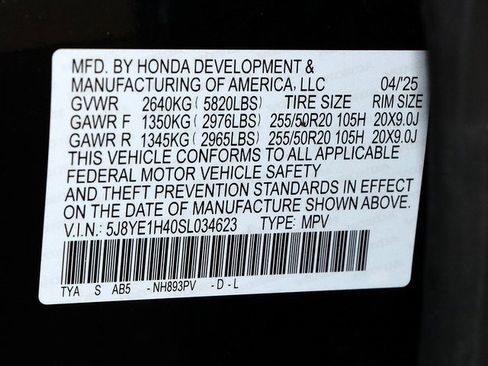 MFD. BY HONDA DEVELOPMENT &
MANUFACTURING OF AMERICA, LLC 04/'25
GVWR 2640KG ( 5820LBS) TIRE SIZE RIM SIZE
GAWR F 1350KG ( 2976LBS) 255/50R20 105H 20X9.0J
GAWR R 1345KG ( 2965LBS) 255/50R20 105H 20X9.0J
THIS VEHICLE CONFORMS TO ALL APPLICABLE
FEDERAL MOTOR VEHICLE SAFETY
AND THEFT PREVENTION STANDARDS IN EFFECT
ON THE DATE OF MANUFACTURE SHOWN ABOVE.
V.I.N: 5J8YE1H40SL034623 TYPE: MPV
TYA S AB5 -NH893PV -D-L